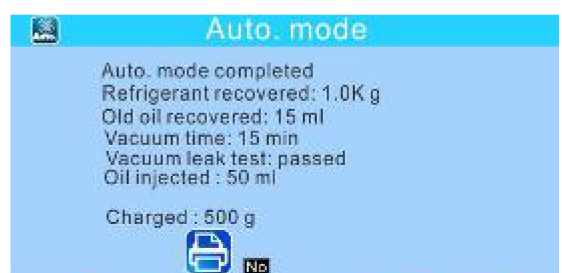 Auto. mode
Auto. mode completed
Refrigerant recovered: 1.0K g
Old oil recovered: 15 ml
Vacuum time: 15 min
Vacuum leak test: passed
Oil injected : 50 ml
Charged : 500 g
No